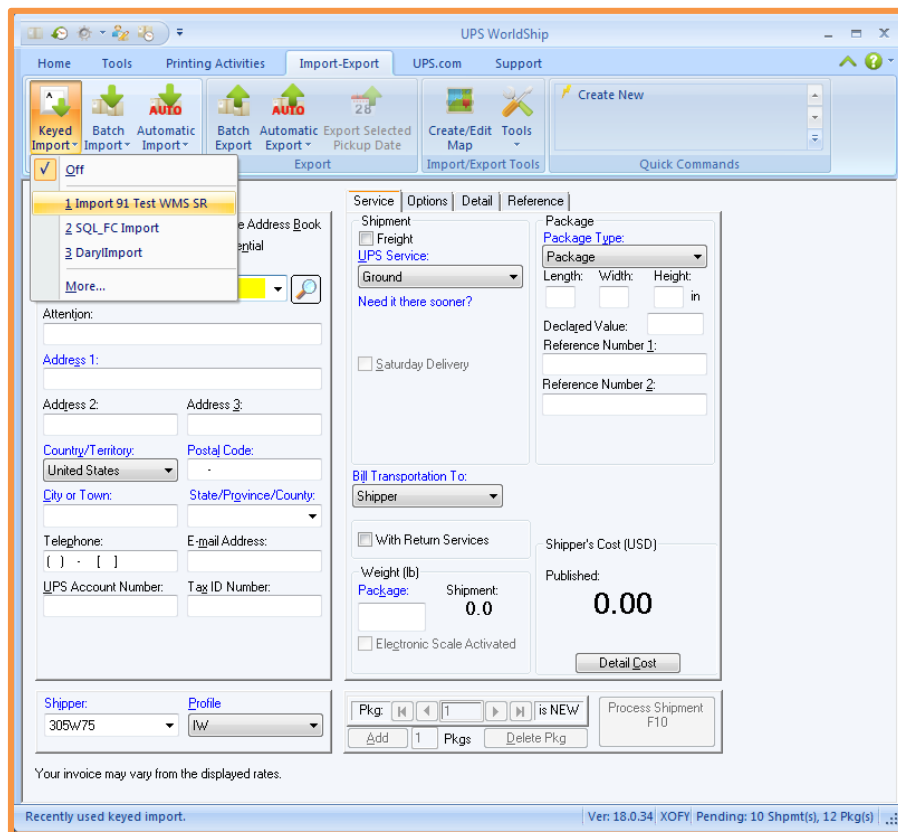 UPS WorldShip
Home Tools Printing Activities Import-Export UPS.com Support
Keyed Import
Batch Import
AUTO
Automatic Import
Batch Export
AUTO
Automatic Export
28
Export Selected Pickup Date
Create/Edit Map
Tools
Create New
Export
Import/Export Tools
Quick Commands
Off
1 Import 91 Test WMS SR
2 SQL_FC Import
3 DarylImport
More...
e Address Book
ential
Attention:
Address 1:
Address 2: Address 3:
Country/Territory: Postal Code:
United States -
City or Town: State/Province/County:
Telephone: E-mail Address:
( ) - [ ]
UPS Account Number: Tax ID Number:
Service Options Detail Reference
Shipment
Freight
UPS Service:
Ground
Need it there sooner?
Saturday Delivery
Package
Package Type:
Package
Length: Width: Height:
in
Declared Value:
Reference Number 1:
Reference Number 2:
Bill Transportation To:
Shipper
With Return Services
Weight (lb)
Package: Shipment:
0.0
Electronic Scale Activated
Shipper's Cost (USD)
Published:
0.00
Detail Cost
Shipper: Profile
305W75 IW
Pkg: 1 is NEW
Add 1 Pkgs Delete Pkg
Process Shipment
F10
Your invoice may vary from the displayed rates.
Recently used keyed import. Ver: 18.0.34 XOFY Pending: 10 Shpmt(s), 12 Pkg(s)